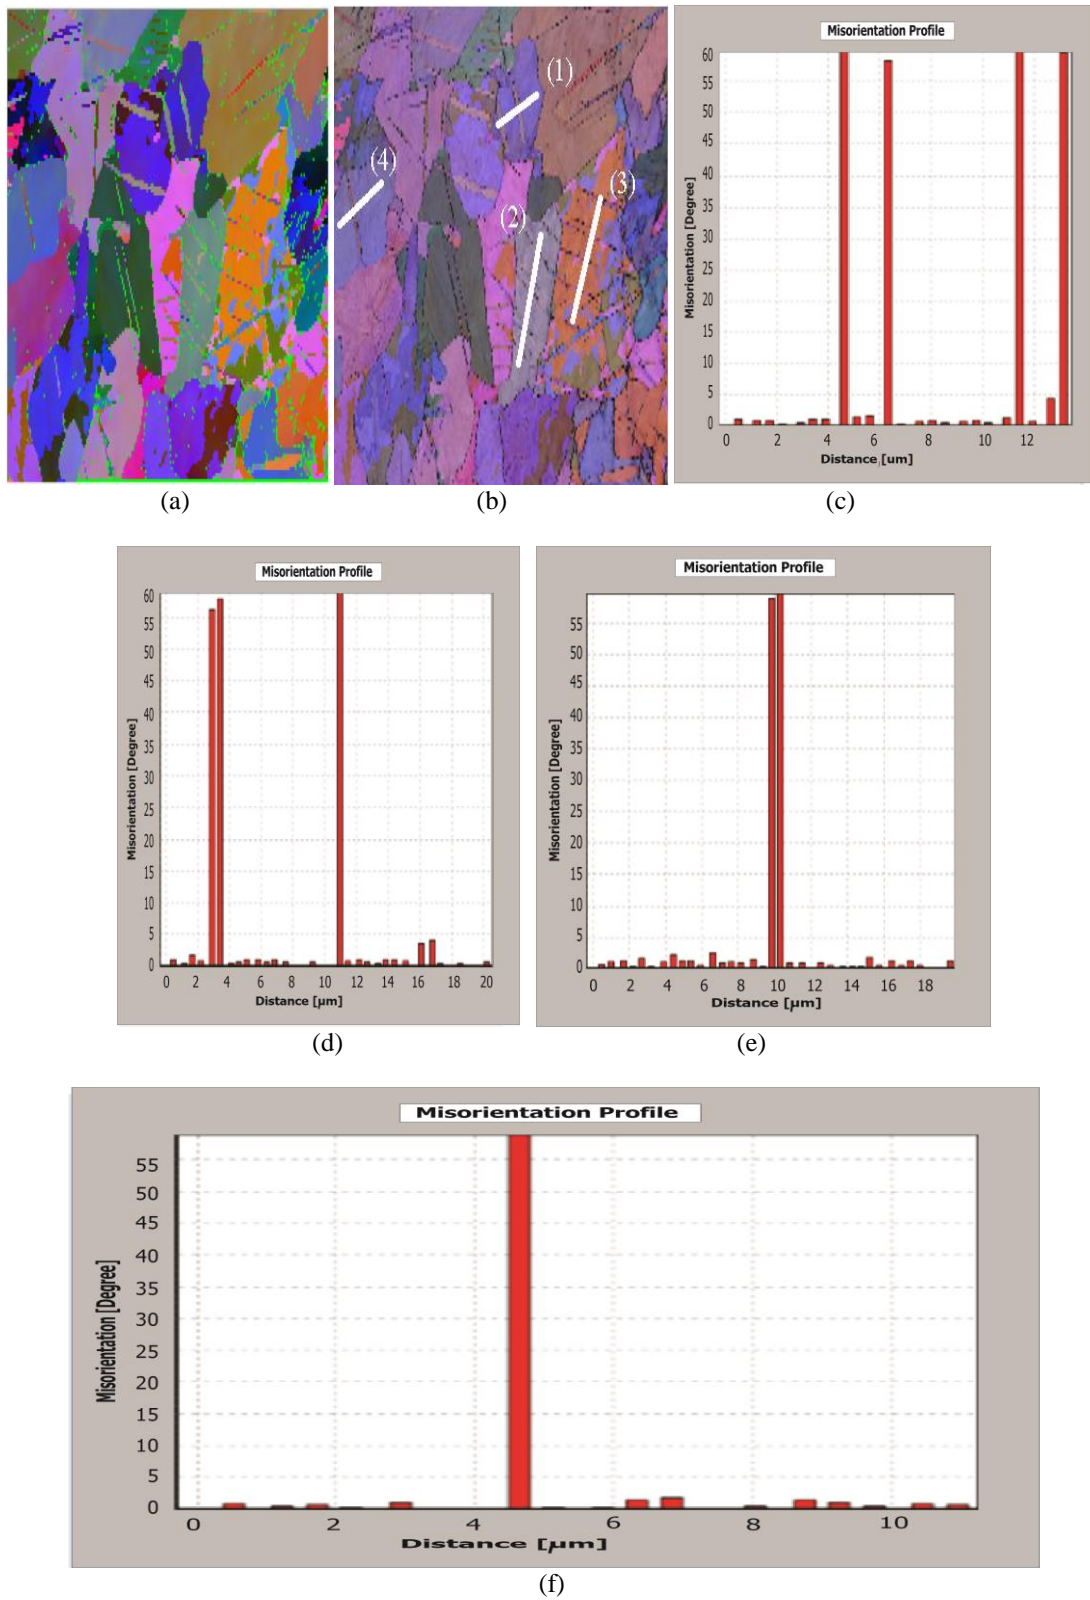 (1)
(4)
(3)
(2)
(a)
(b)
Misorientation Profile
Misorientation [Degree]
60
55
50
45
40
35
30
25
20
15
10
5
0
0 2 4 6 8 10 12
Distance [um]
(c)
Misorientation Profile
Misorientation [Degree]
60
55
50
45
40
35
30
25
20
15
10
5
0
0 2 4 6 8 10 12 14 16 18 20
Distance [µm]
(d)
Misorientation Profile
Misorientation [Degree]
55
50
45
40
35
30
25
20
15
10
5
0
0 2 4 6 8 10 12 14 16 18
Distance [µm]
(e)
Misorientation Profile
Misorientation [Degree]
55
50
45
40
35
30
25
20
15
10
5
0
0 2 4 6 8 10
Distance [µm]
(f)